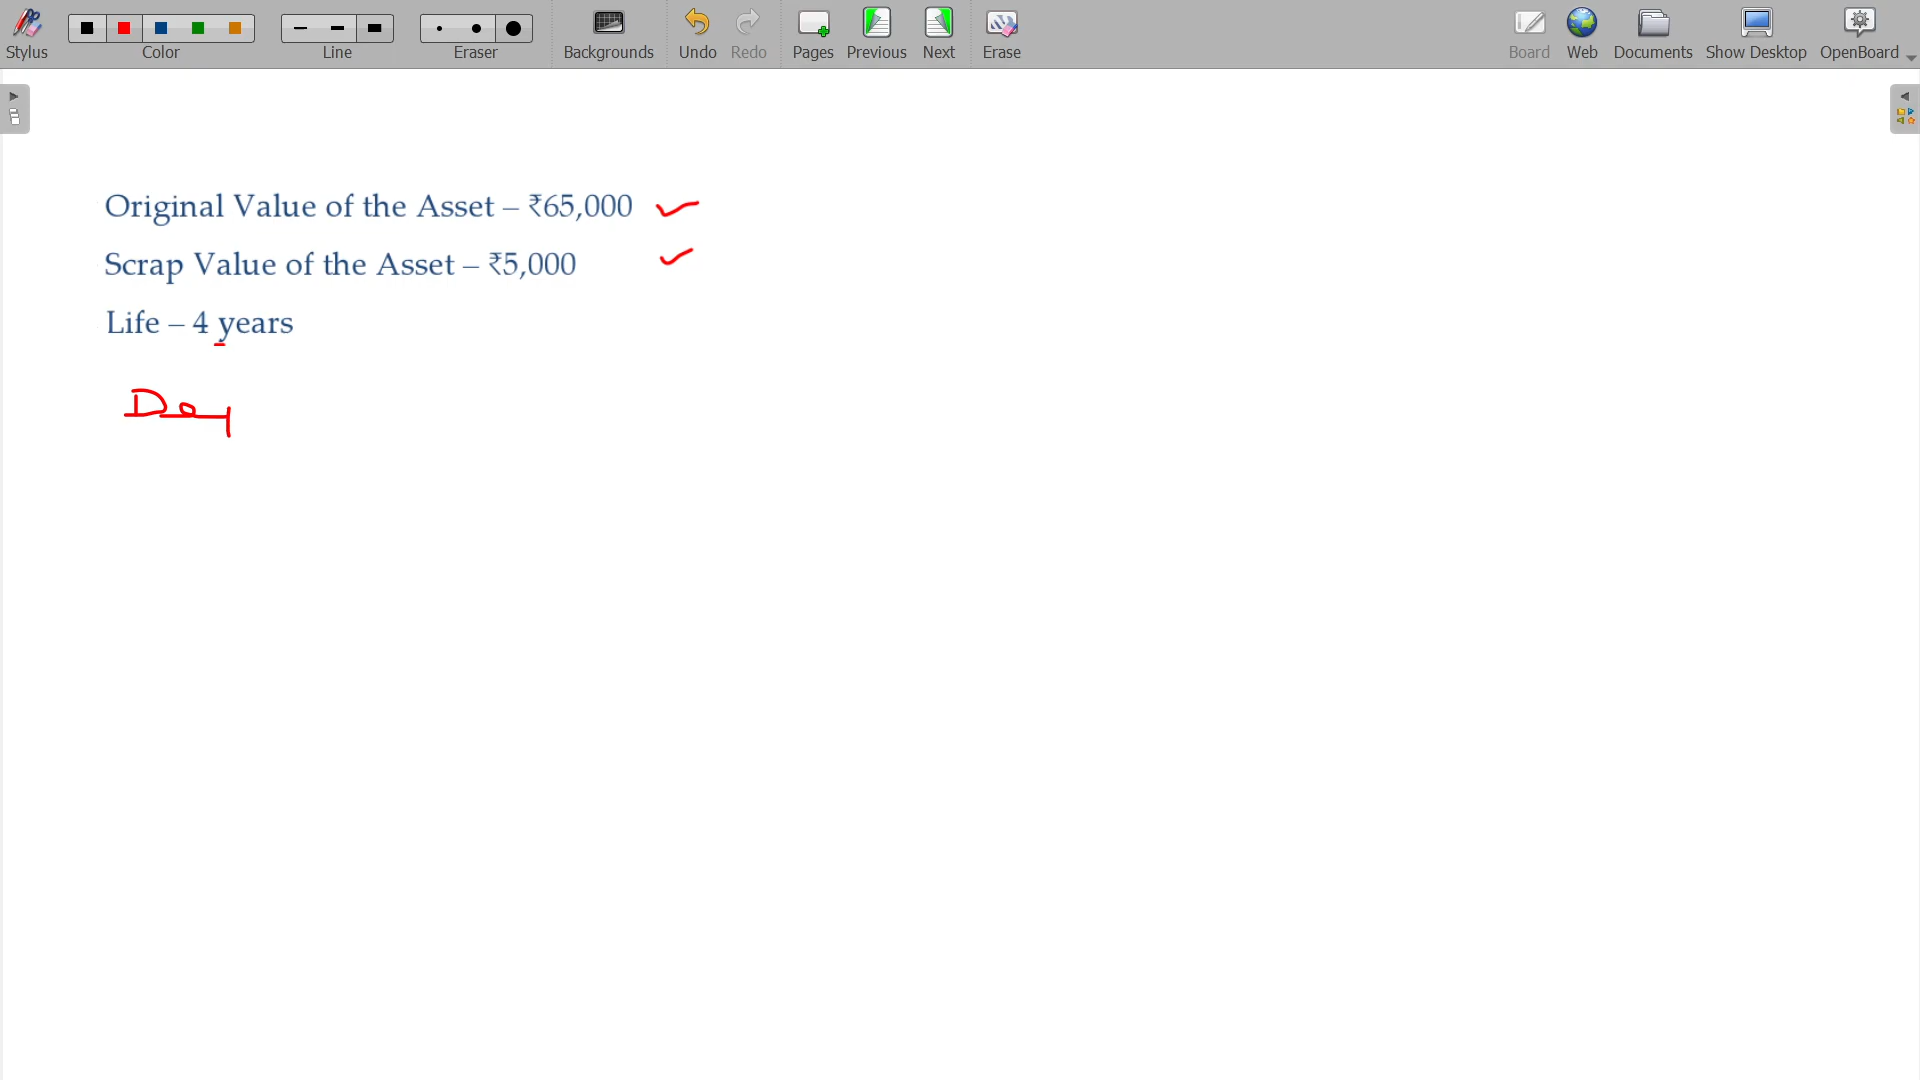 Stylus Color Line Eraser Backgrounds Undo Redo Pages Previous Next Erase Board Web Documents Show Desktop OpenBoard
Original Value of the Asset – ₹65,000
Scrap Value of the Asset – ₹5,000
Life – 4 years